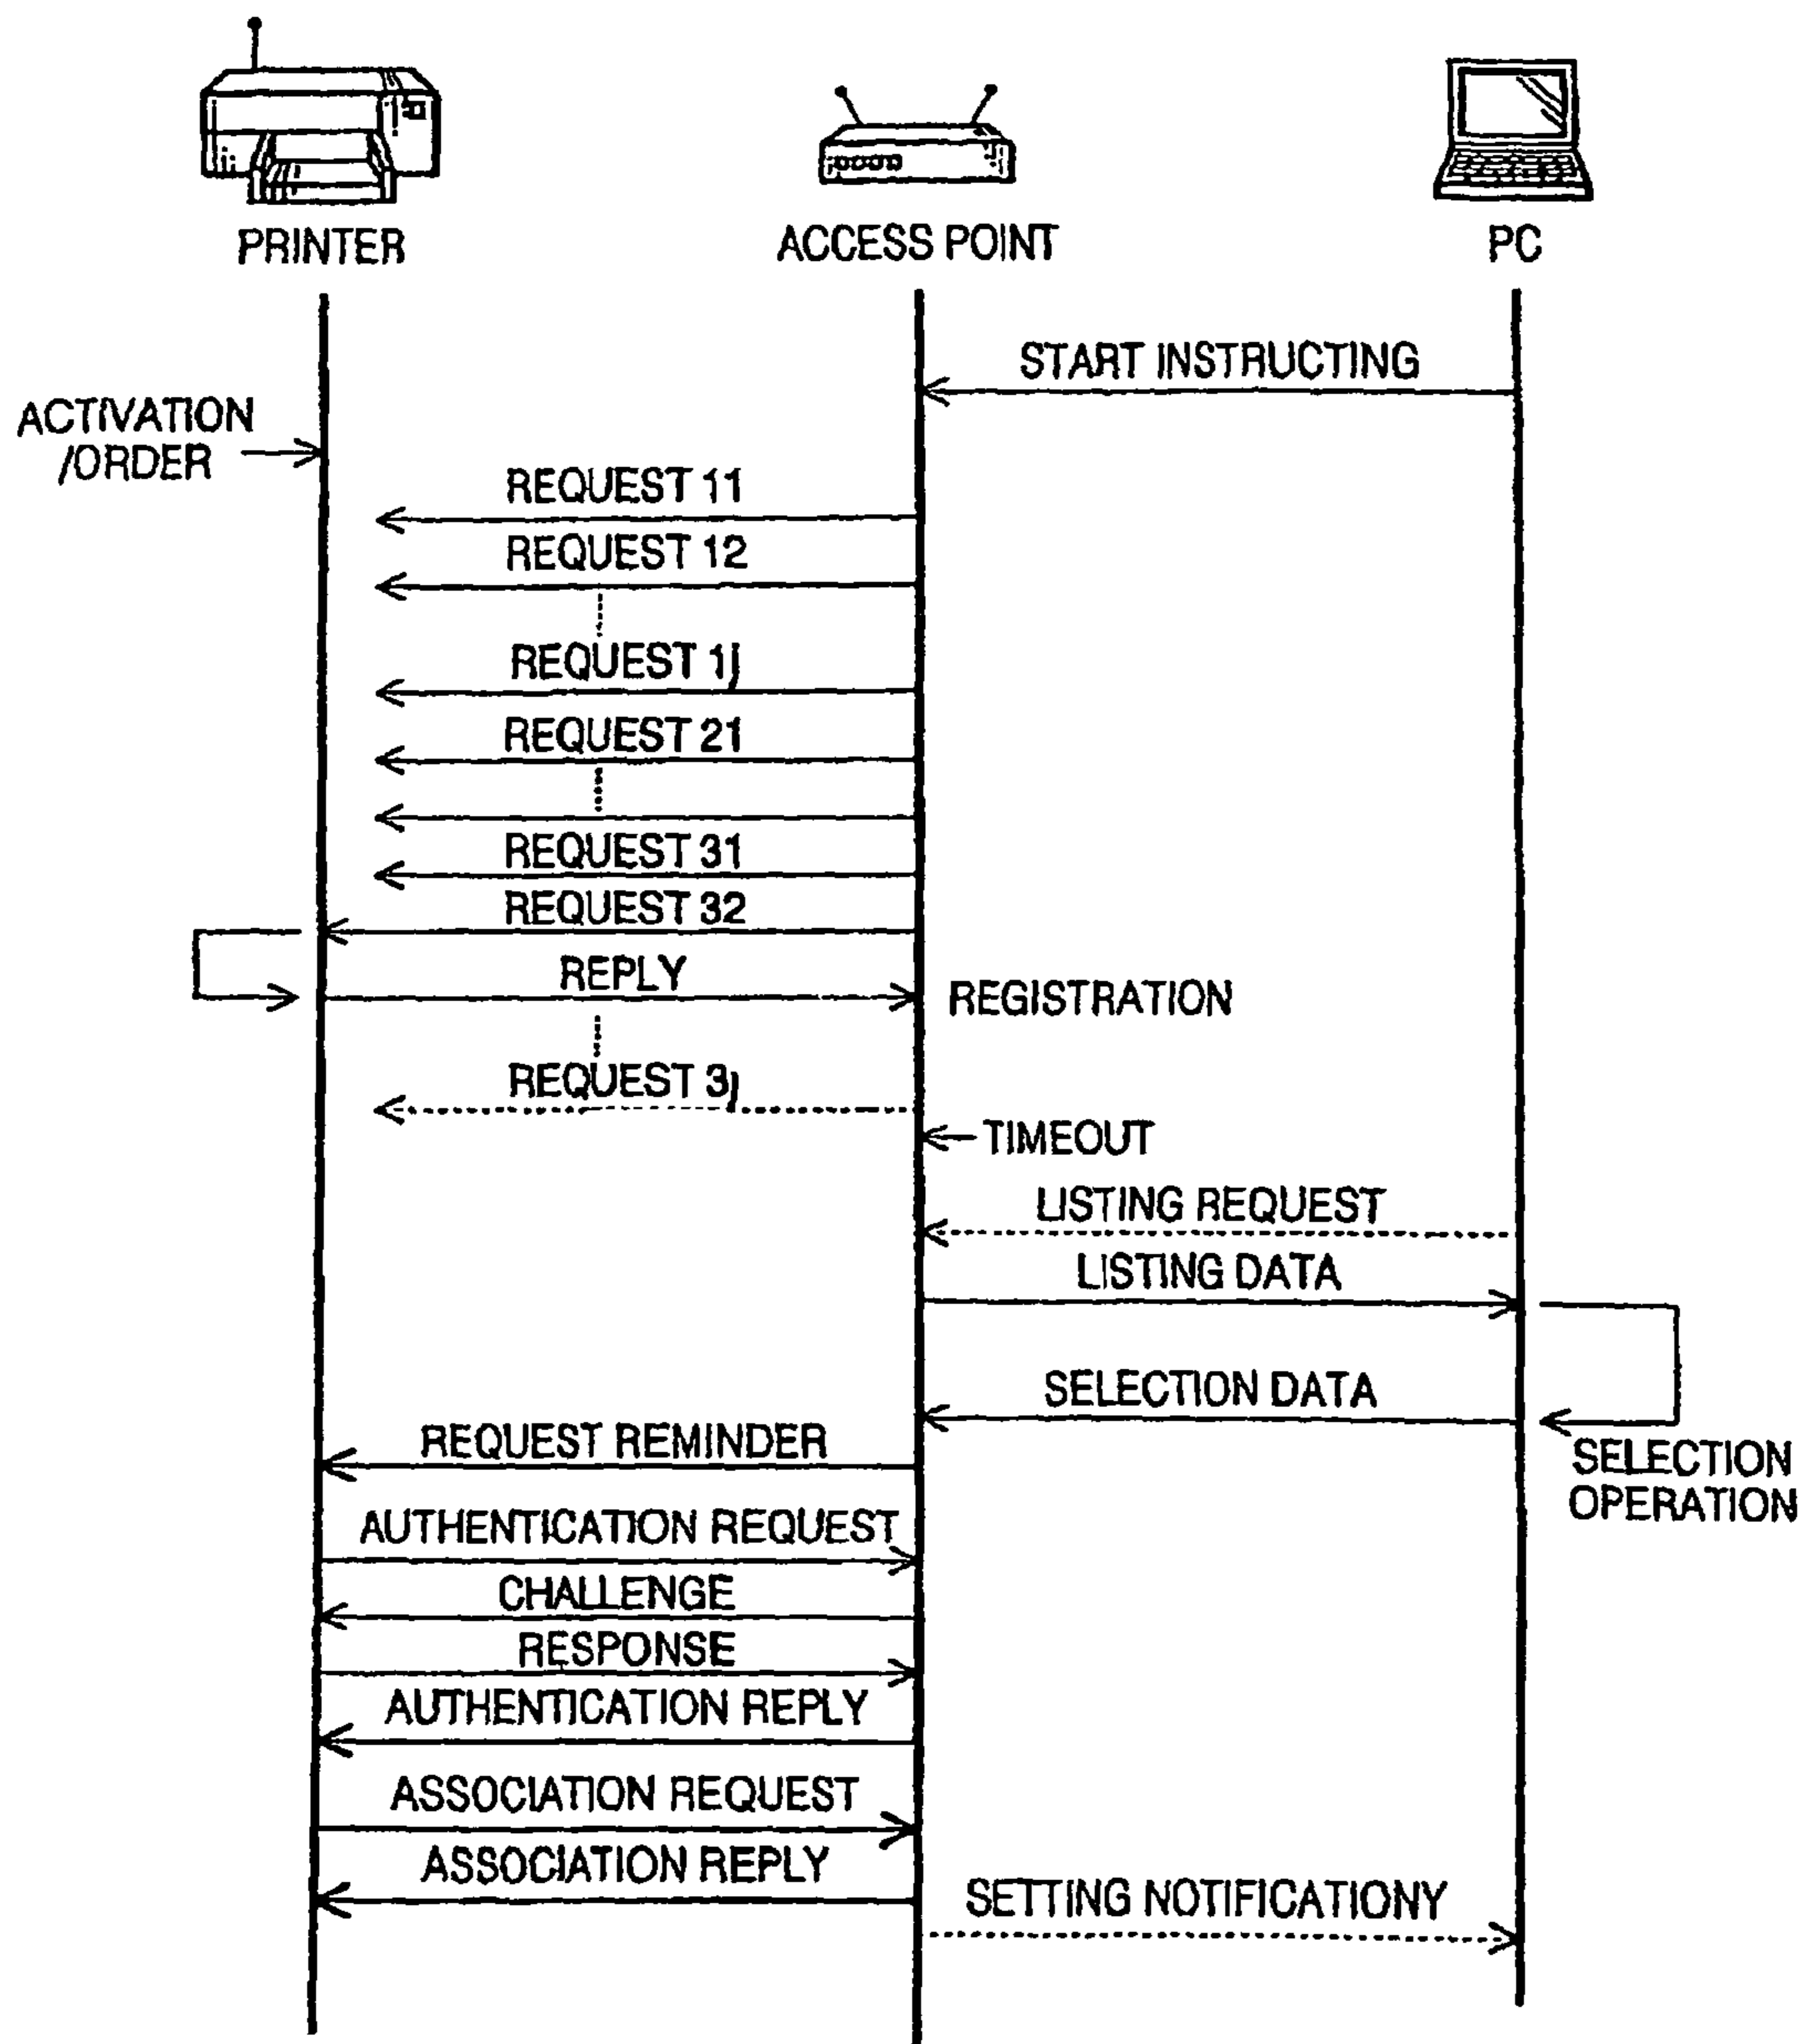 PRINTER
ACCESS POINT
PC
START INSTRUCTING
ACTIVATION
/ORDER
REQUEST 11
REQUEST 12
REQUEST 1j
REQUEST 21
REQUEST 31
REQUEST 32
REPLY
REGISTRATION
REQUEST 3j
TIMEOUT
LISTING REQUEST
LISTING DATA
SELECTION DATA
REQUEST REMINDER
SELECTION
OPERATION
AUTHENTICATION REQUEST
CHALLENGE
RESPONSE
AUTHENTICATION REPLY
ASSOCIATION REQUEST
ASSOCIATION REPLY
SETTING NOTIFICATIONY